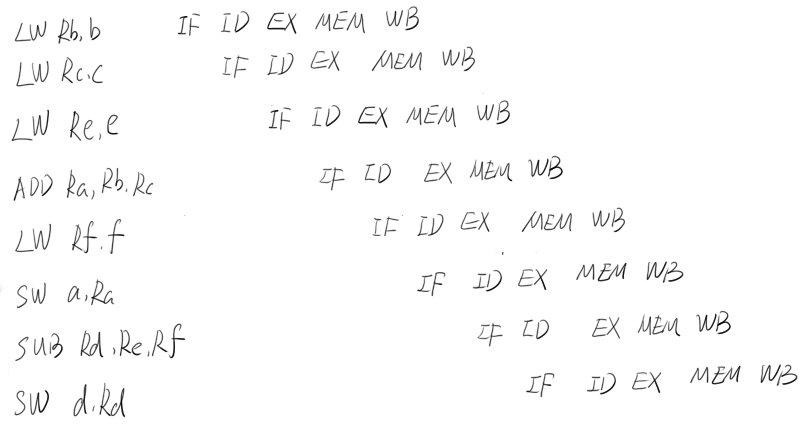 LW Rb,b IF ID EX MEM WB
LW Rc,c IF ID EX MEM WB
LW Re,e IF ID EX MEM WB
ADD Ra,Rb,Rc IF ID EX MEM WB
LW Rf,f IF ID EX MEM WB
SW a,Ra IF ID EX MEM WB
SUB Rd,Re,Rf IF ID EX MEM WB
SW d,Rd IF ID EX MEM WB